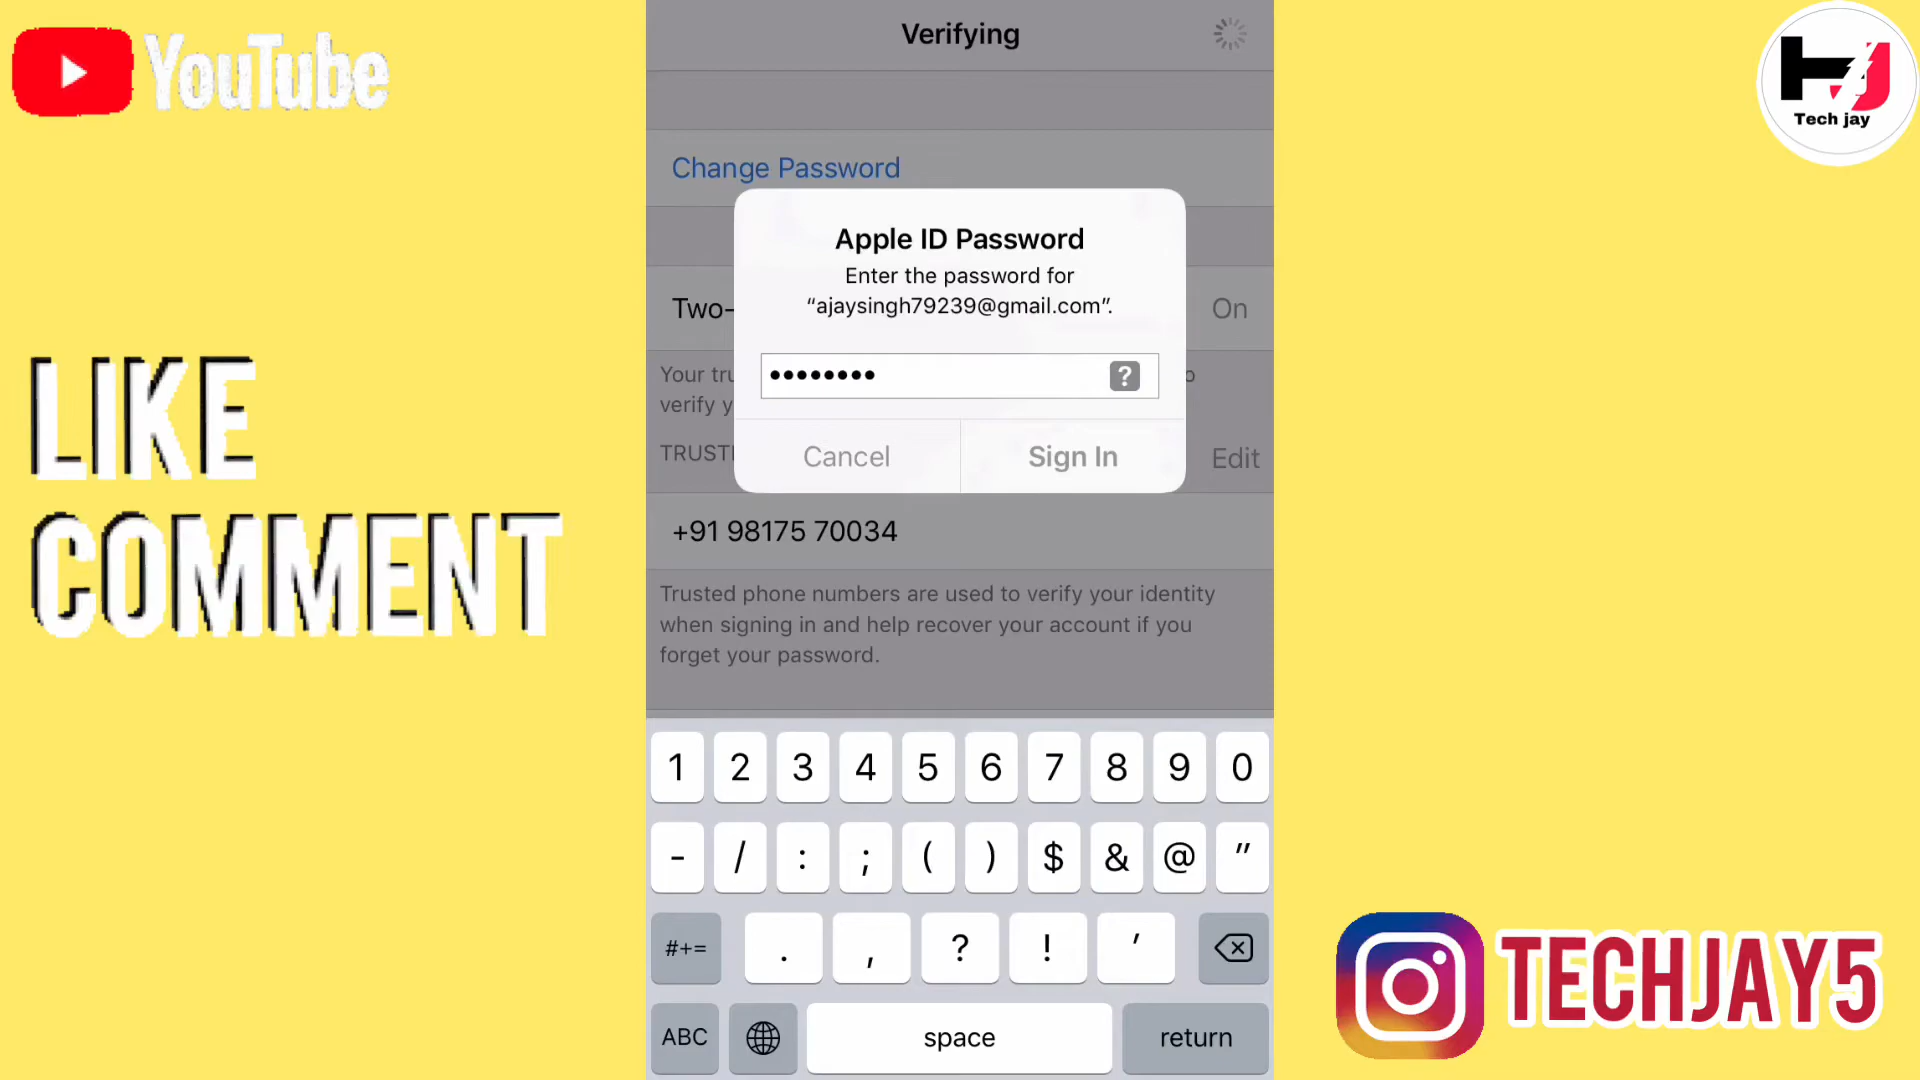 YouTube
Verifying
Tech jay
Change Password
Apple ID Password
Enter the password for
“ajaysingh79239@gmail.com”.
Two-
On
Your tru
o
verify y
?
TRUST
Cancel
Sign In
Edit
LIKE
COMMENT
+91 98175 70034
Trusted phone numbers are used to verify your identity
when signing in and help recover your account if you
forget your password.
1 2 3 4 5 6 7 8 9 0
- / : ; ( ) $ & @ "
#+= . , ? ! '
ABC space return
TECHJAY5